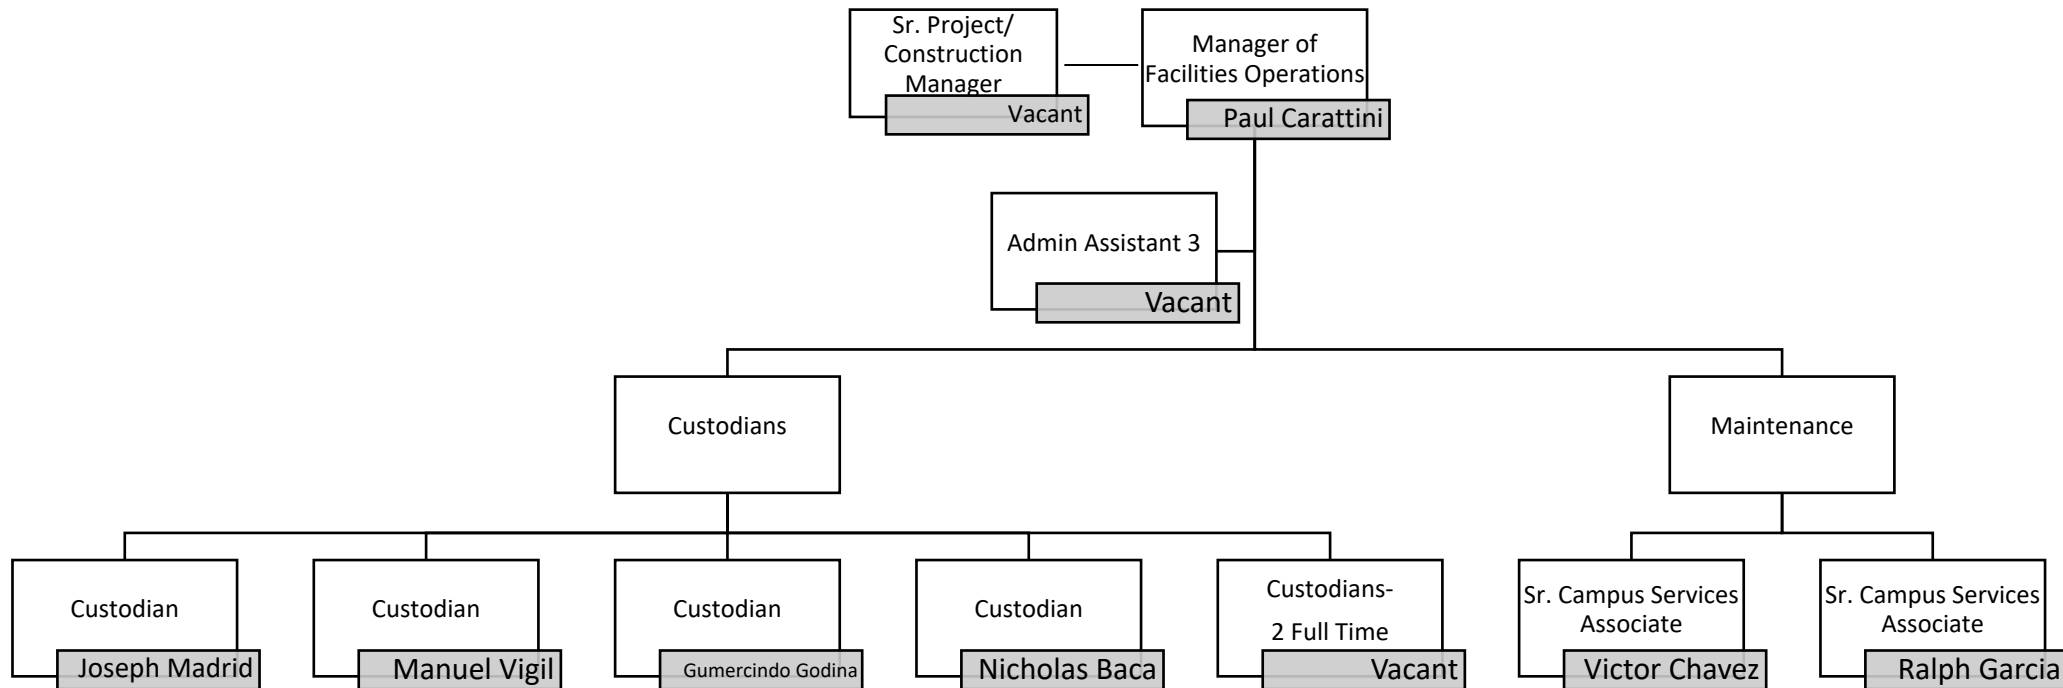 Sr. Project/
Construction
Manager
Vacant
Manager of
Facilities Operations
Paul Carattini
Admin Assistant 3
Vacant
Custodians
Maintenance
Custodian
Joseph Madrid
Custodian
Manuel Vigil
Custodian
Gumercindo Godina
Custodian
Nicholas Baca
Custodians-
2 Full Time
Vacant
Sr. Campus Services
Associate
Victor Chavez
Sr. Campus Services
Associate
Ralph Garcia